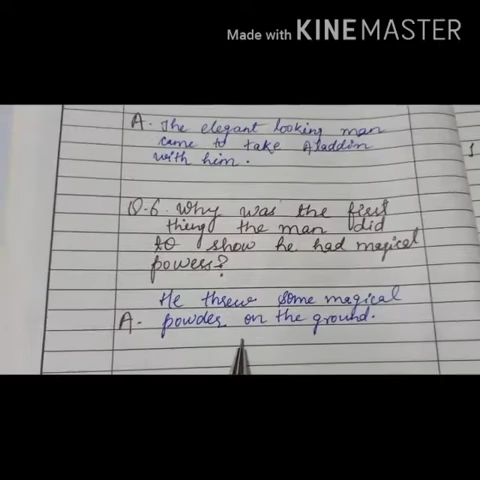 Made with KINEMASTER
A. The elegant looking man
came to take Aladdin
with him.
Q.6. Why was the first
thing the man did
to show he had magical
powers?
He threw some magical
A. powder on the ground.